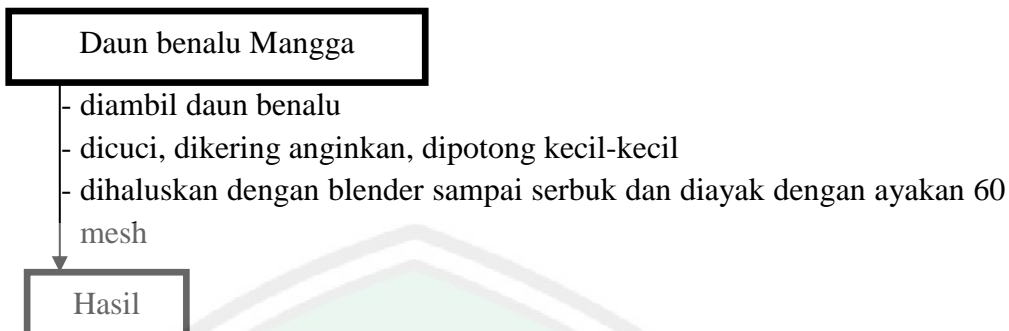 Daun benalu Mangga
- diambil daun benalu
- dicuci, dikering anginkan, dipotong kecil-kecil
- dihaluskan dengan blender sampai serbuk dan diayak dengan ayakan 60
mesh
Hasil